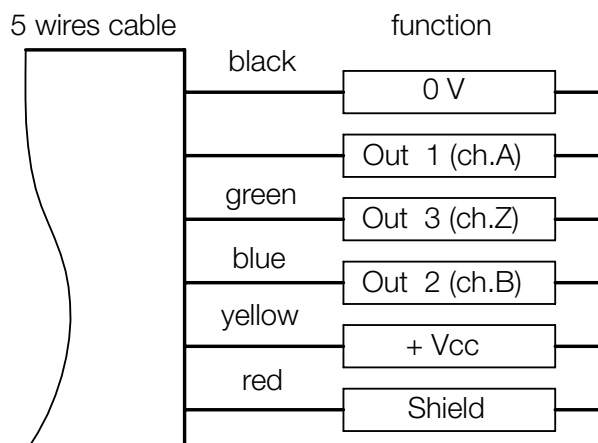 5 wires cable function
black
0 V
Out 1 (ch.A)
green
Out 3 (ch.Z)
blue
Out 2 (ch.B)
yellow
+ Vcc
red
Shield